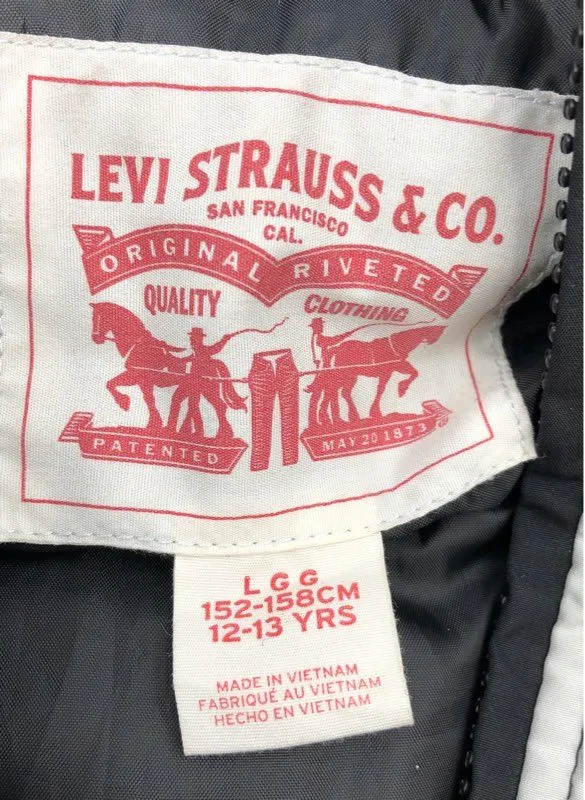 LEVI STRAUSS & CO.
SAN FRANCISCO
CAL.
ORIGINAL RIVETED
QUALITY CLOTHING
PATENTED MAY 20 1873
L G G
152-158CM
12-13 YRS
MADE IN VIETNAM
FABRIQUÉ AU VIETNAM
HECHO EN VIETNAM